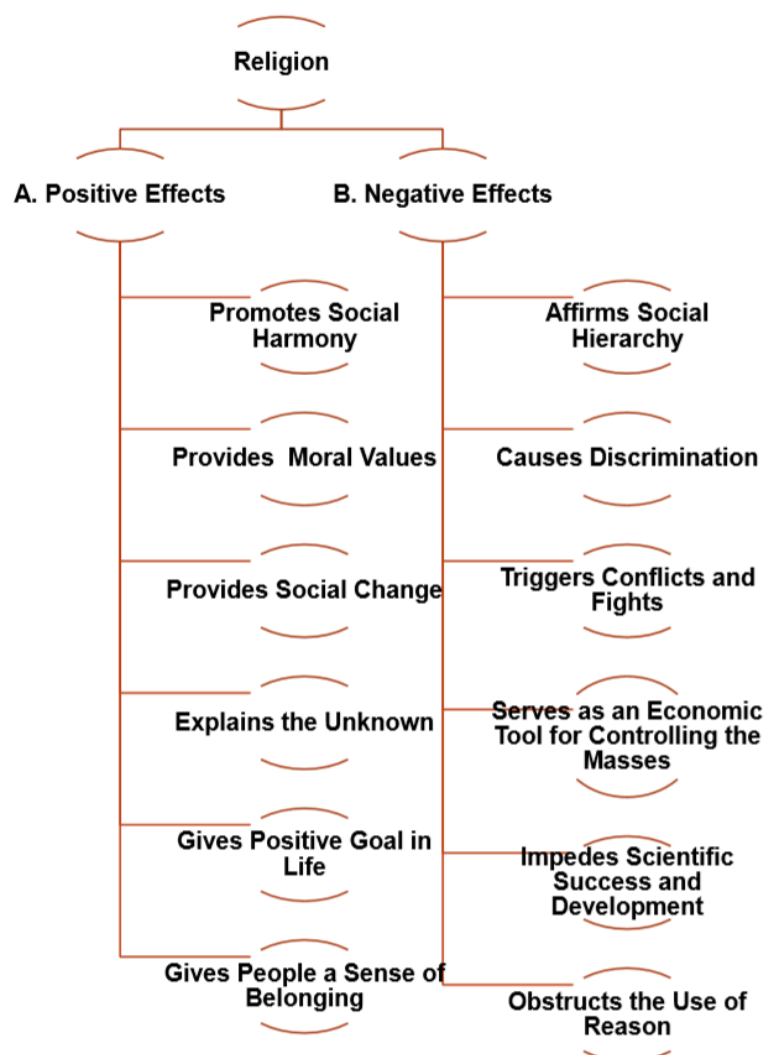 Religion
A. Positive Effects
B. Negative Effects
Promotes Social
Harmony
Provides Moral Values
Provides Social Change
Explains the Unknown
Gives Positive Goal in
Life
Gives People a Sense of
Belonging
Affirms Social
Hierarchy
Causes Discrimination
Triggers Conflicts and
Fights
Serves as an Economic
Tool for Controlling the
Masses
Impedes Scientific
Success and
Development
Obstructs the Use of
Reason